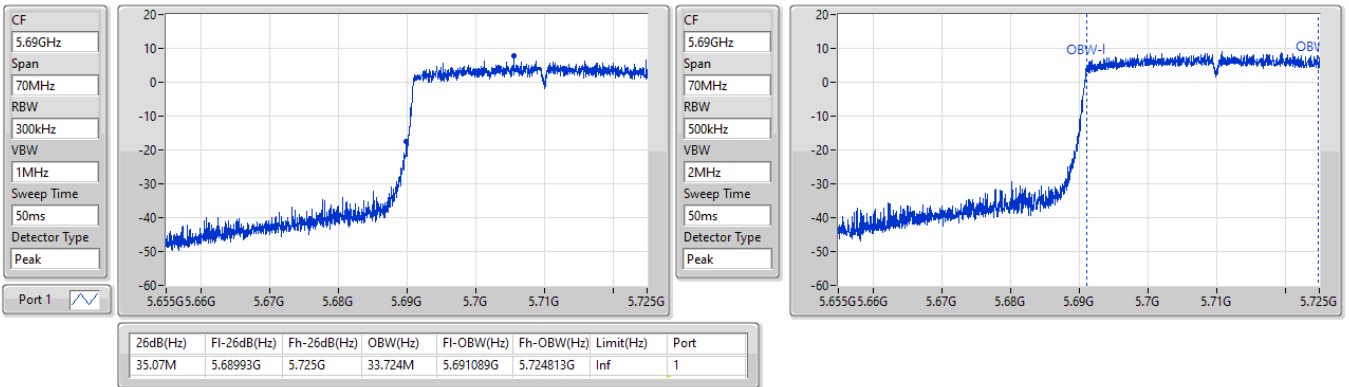 CF
5.69GHz
Span
70MHz
RBW
300kHz
VBW
1MHz
Sweep Time
50ms
Detector Type
Peak
Port 1
20
10
0
-10
-20
-30
-40
-50
-60
5.655G 5.66G 5.67G 5.68G 5.69G 5.7G 5.71G 5.725G
CF
5.69GHz
Span
70MHz
RBW
500kHz
VBW
2MHz
Sweep Time
50ms
Detector Type
Peak
20
10
0
-10
-20
-30
-40
-50
-60
OBW-l OBV
5.655G 5.66G 5.67G 5.68G 5.69G 5.7G 5.71G 5.725G
26dB(Hz) Fl-26dB(Hz) Fh-26dB(Hz) OBW(Hz) Fl-OBW(Hz) Fh-OBW(Hz) Limit(Hz) Port
35.07M 5.68993G 5.725G 33.724M 5.691089G 5.724813G Inf 1